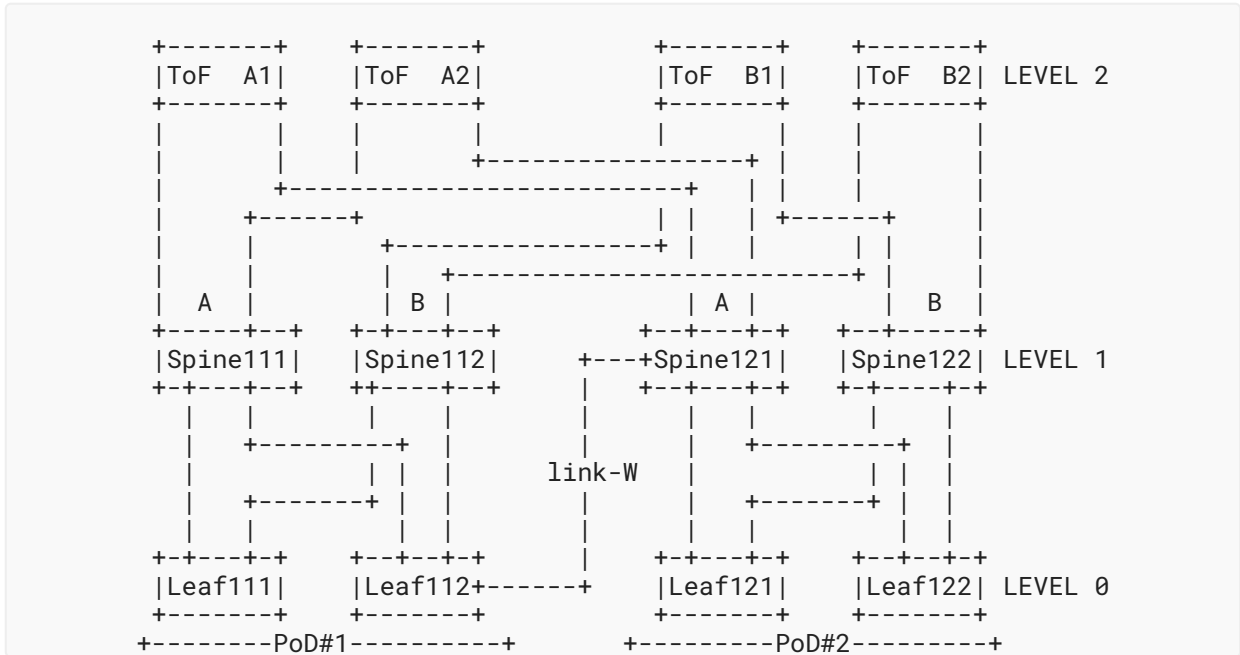 ToF A1 ToF A2 ToF B1 ToF B2 LEVEL 2
A B A B
Spine111 Spine112 Spine121 Spine122 LEVEL 1
link-W
Leaf111 Leaf112 Leaf121 Leaf122 LEVEL 0
PoD#1 PoD#2